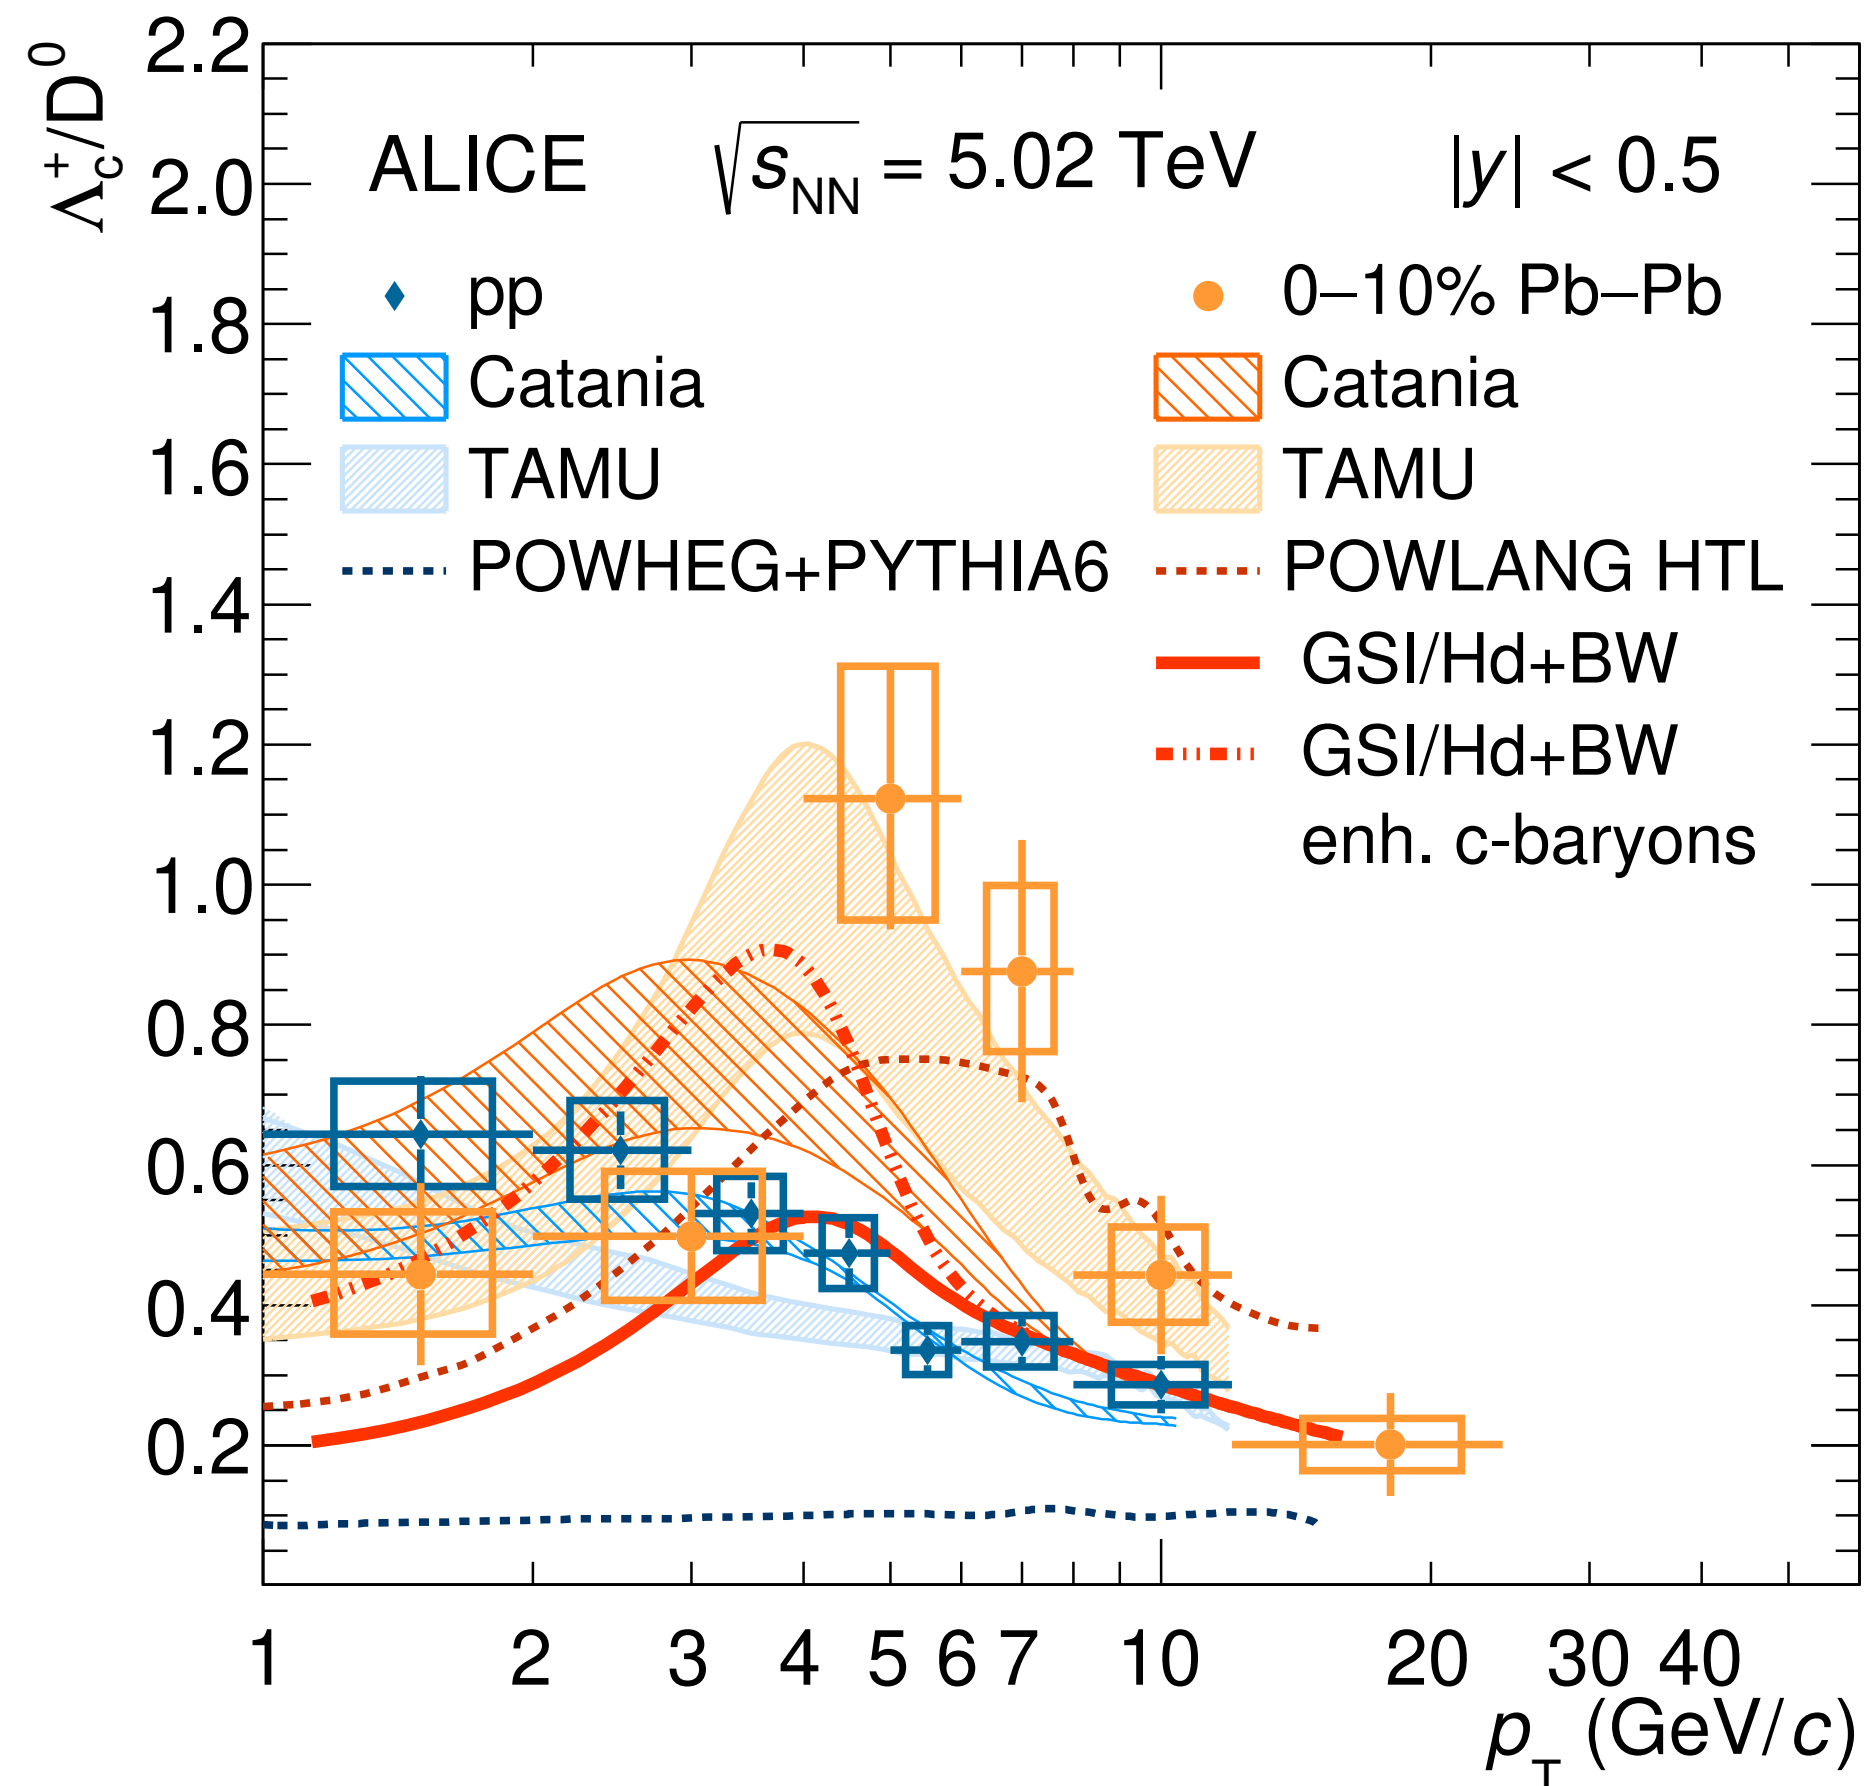 Λc+/D0
2.2
2.0
1.8
1.6
1.4
1.2
1.0
0.8
0.6
0.4
0.2
ALICE √sNN = 5.02 TeV |y| < 0.5
pp
Catania
TAMU
POWHEG+PYTHIA6
0–10% Pb–Pb
Catania
TAMU
POWLANG HTL
GSI/Hd+BW
GSI/Hd+BW
enh. c-baryons
1 2 3 4 5 6 7 10 20 30 40
pT (GeV/c)